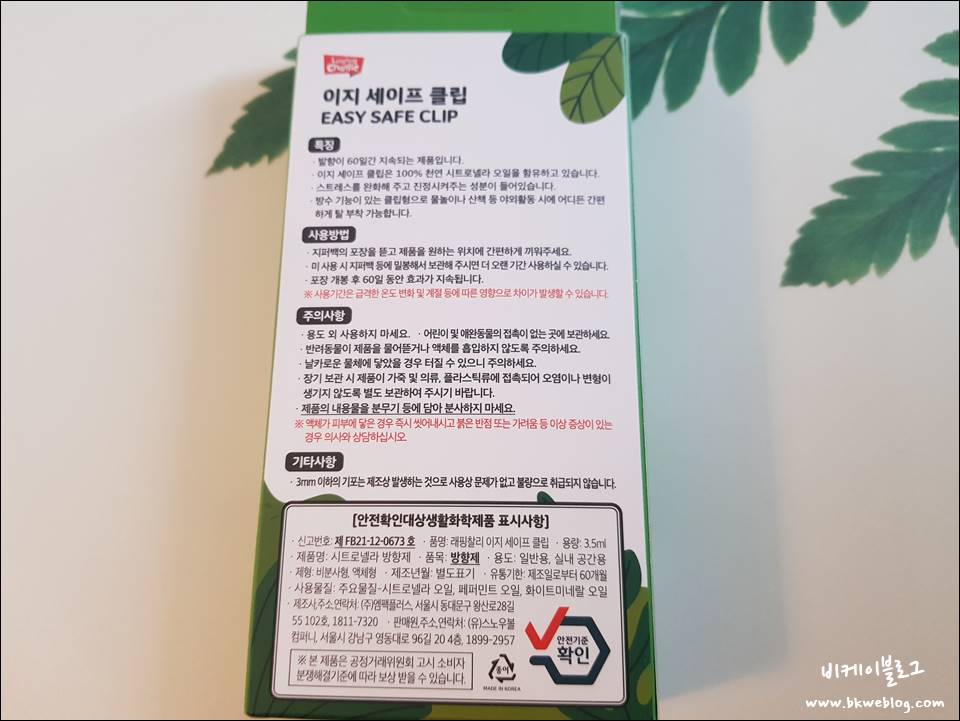 Laughing
Charlie
이지 세이프 클립
EASY SAFE CLIP
특징
· 발향이 60일간 지속되는 제품입니다.
· 이지 세이프 클립은 100% 천연 시트로넬라 오일을 함유하고 있습니다.
· 스트레스를 완화해 주고 진정시켜주는 성분이 들어있습니다.
· 방수 기능이 있는 클립형으로 물놀이나 산책 등 야외활동 시에 어디든 간편
하게 탈 부착 가능합니다.
사용방법
· 지퍼백의 포장을 뜯고 제품을 원하는 위치에 간편하게 끼워주세요.
· 미 사용 시 지퍼백 등에 밀봉해서 보관해 주시면 더 오랜 기간 사용하실 수 있습니다.
· 포장 개봉 후 60일 동안 효과가 지속됩니다.
※ 사용기간은 급격한 온도 변화 및 계절 등에 따른 영향으로 차이가 발생할 수 있습니다.
주의사항
· 용도 외 사용하지 마세요. · 어린이 및 애완동물의 접촉이 없는 곳에 보관하세요.
· 반려동물이 제품을 물어뜯거나 액체를 흡입하지 않도록 주의하세요.
· 날카로운 물체에 닿았을 경우 터질 수 있으니 주의하세요.
· 장기 보관 시 제품이 가죽 및 의류, 플라스틱류에 접촉되어 오염이나 변형이
생기지 않도록 별도 보관하여 주시기 바랍니다.
· 제품의 내용물을 분무기 등에 담아 분사하지 마세요.
※ 액체가 피부에 닿은 경우 즉시 씻어내시고 붉은 반점 또는 가려움 등 이상 증상이 있는
경우 의사와 상담하십시오.
기타사항
· 3mm 이하의 기포는 제조상 발생하는 것으로 사용상 문제가 없고 불량으로 취급되지 않습니다.
[안전확인대상생활화학제품 표시사항]
· 신고번호: 제 FB21-12-0673 호 · 품명: 래핑찰리 이지 세이프 클립 · 용량: 3.5ml
· 제품명: 시트로넬라 방향제 · 품목: 방향제 · 용도: 일반용, 실내 공간용
· 제형: 비분사형, 액체형 · 제조년월: 별도표기 · 유통기한: 제조일로부터 60개월
· 사용물질: 주요물질-시트로넬라 오일, 페퍼민트 오일, 화이트미네랄 오일
· 제조사,주소,연락처: (주)엠팩플러스, 서울시 동대문구 왕산로28길
55 102호, 1811-7320 · 판매원,주소,연락처: (유)스노우볼
컴퍼니, 서울시 강남구 영동대로 96길 20 4층, 1899-2957
※ 본 제품은 공정거래위원회 고시 소비자
분쟁해결기준에 따라 보상 받을 수 있습니다.
종이
MADE IN KOREA
안전기준
확인
비케이블로그
www.bkweblog.com